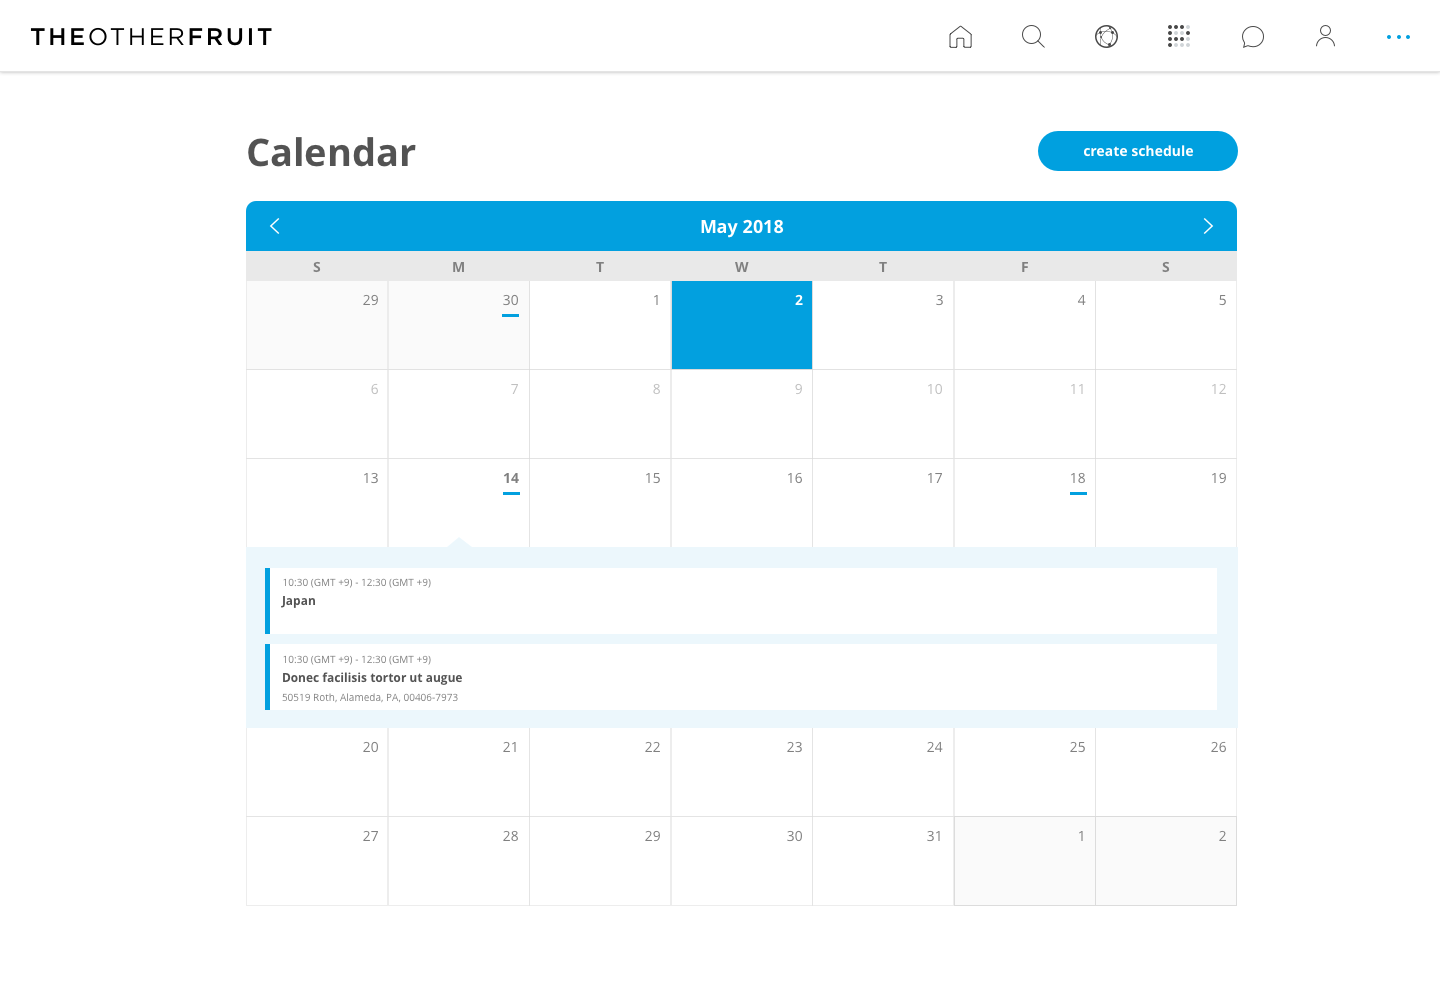 THEOTHERFRUIT
Calendar
create schedule
May 2018
S M T W T F S
29 30 1 2 3 4 5
6 7 8 9 10 11 12
13 14 15 16 17 18 19
10:30 (GMT +9) - 12:30 (GMT +9)
Japan
10:30 (GMT +9) - 12:30 (GMT +9)
Donec facilisis tortor ut augue
50519 Roth, Alameda, PA, 00406-7973
20 21 22 23 24 25 26
27 28 29 30 31 1 2